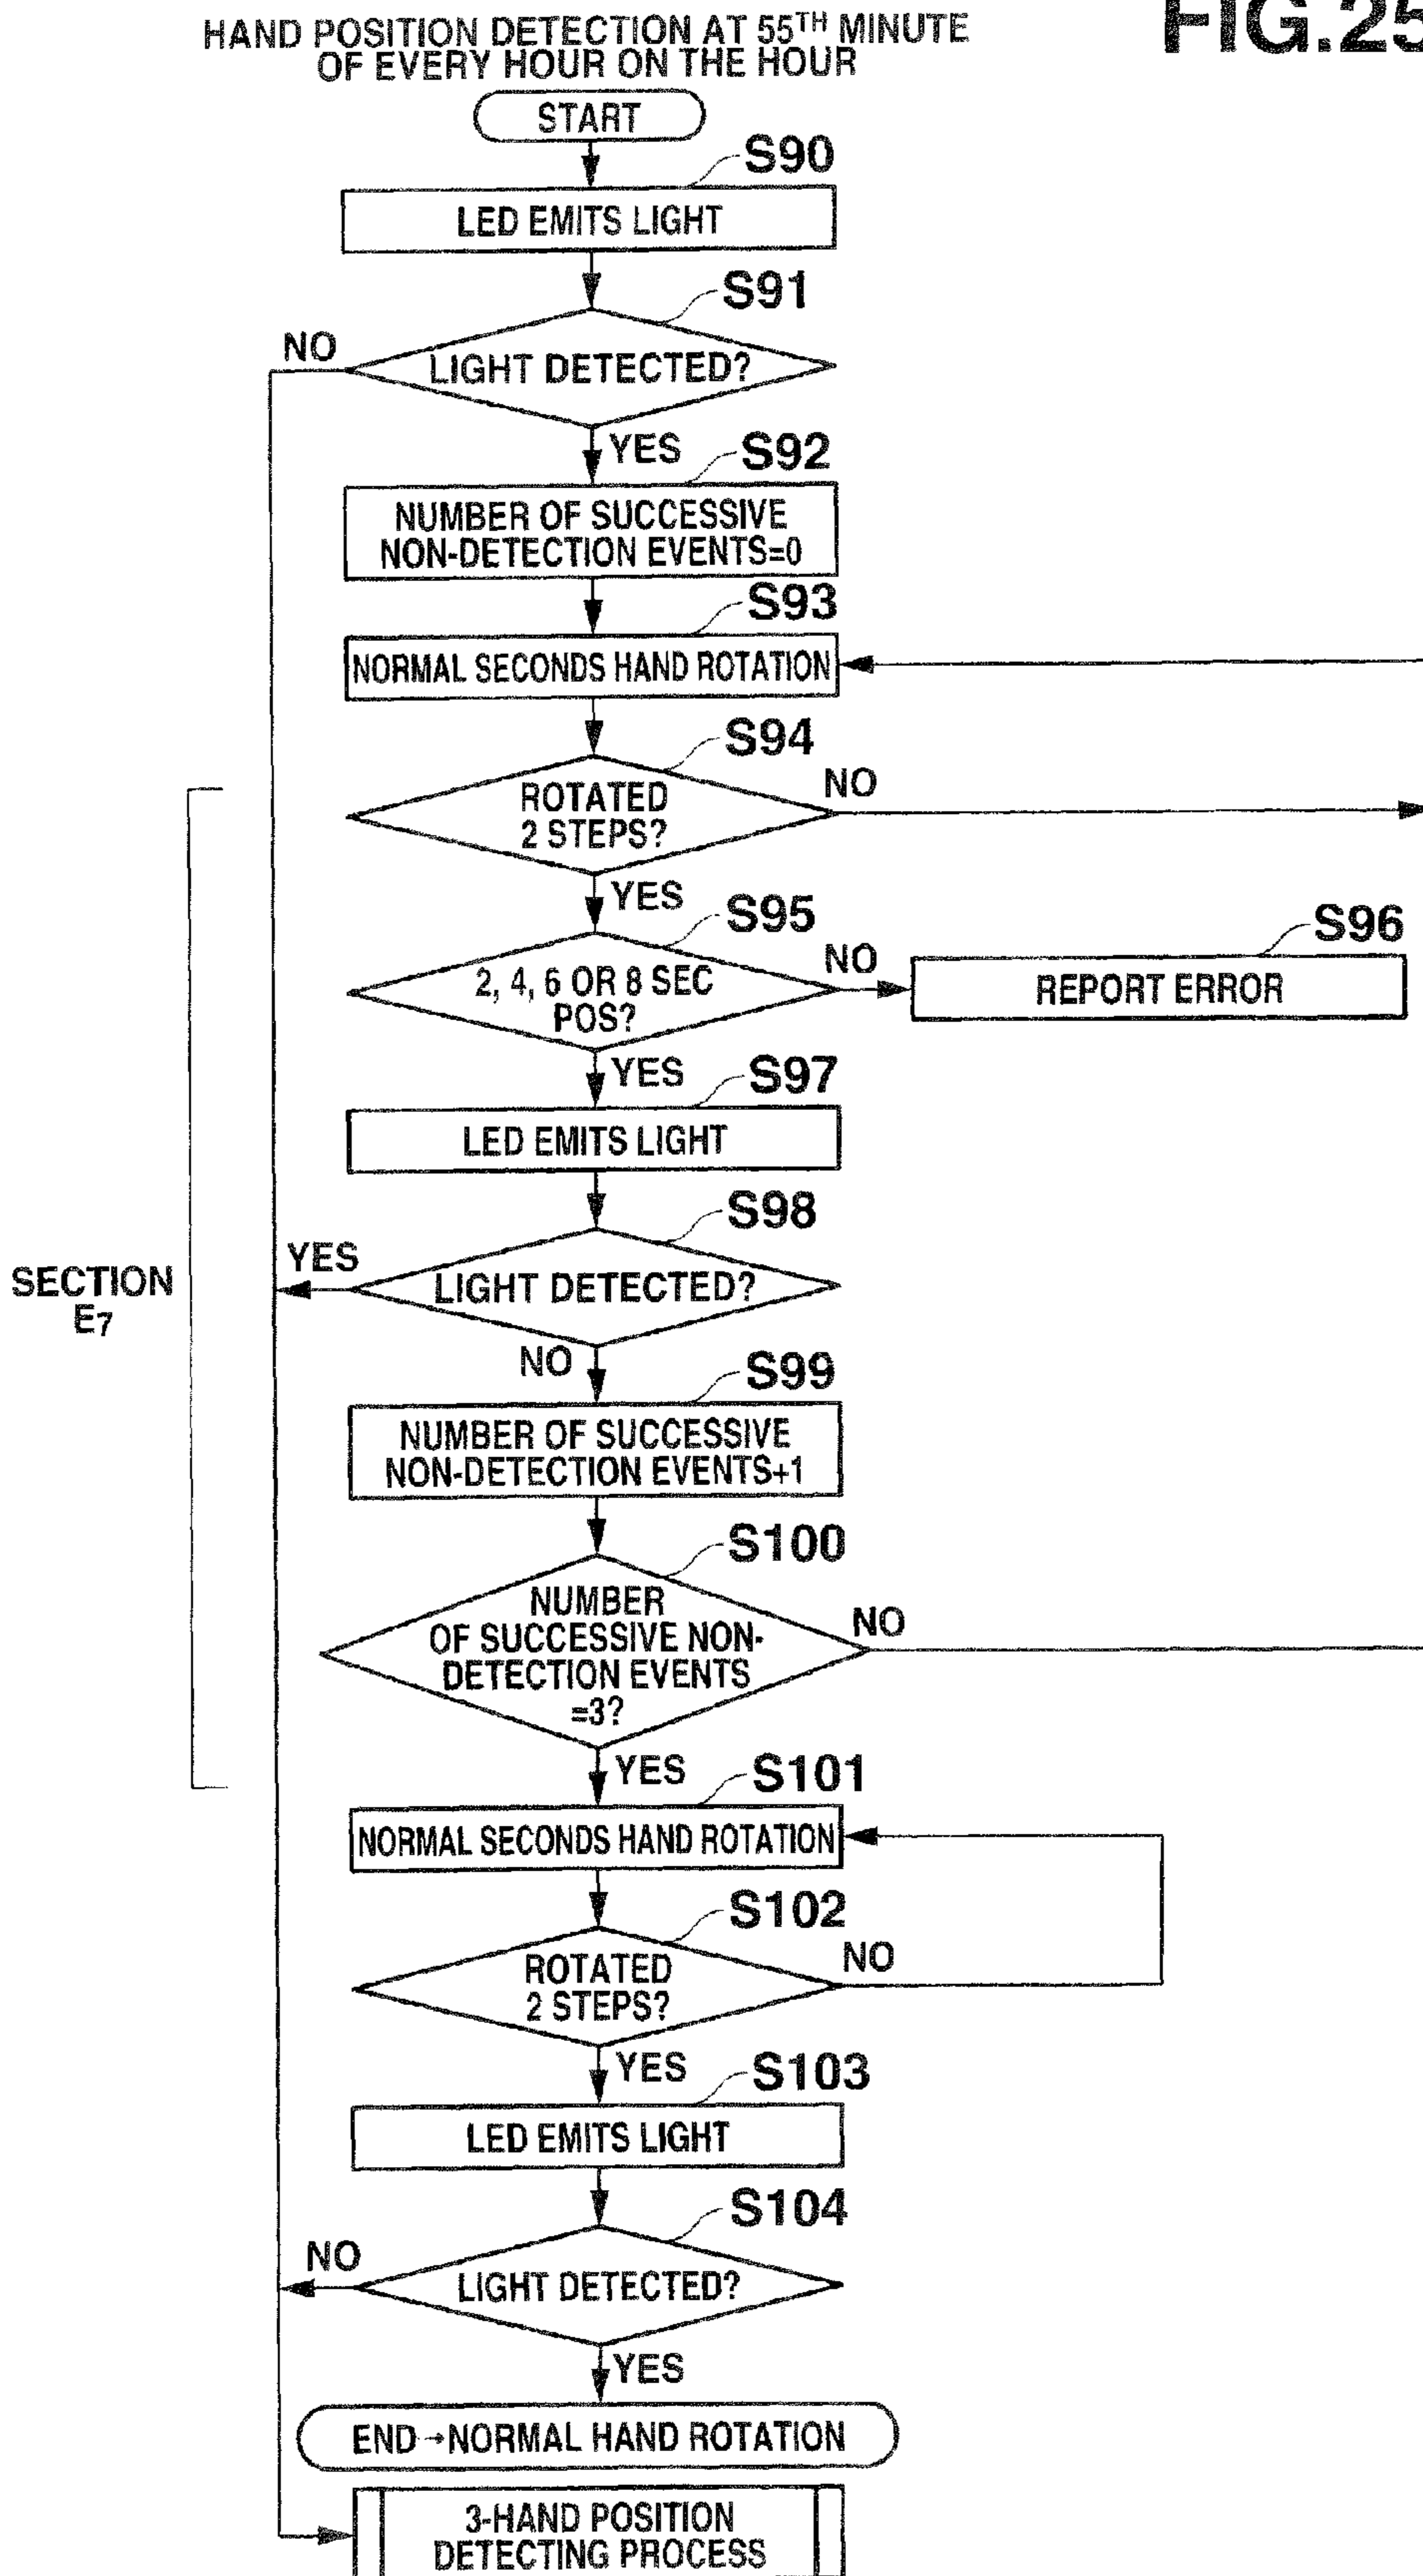 HAND POSITION DETECTION AT 55TH MINUTE
OF EVERY HOUR ON THE HOUR
FIG.25
START
S90
LED EMITS LIGHT
S91
NO
LIGHT DETECTED?
YES
S92
NUMBER OF SUCCESSIVE
NON-DETECTION EVENTS=0
S93
NORMAL SECONDS HAND ROTATION
S94
NO
ROTATED
2 STEPS?
YES
S95
NO
S96
2, 4, 6 OR 8 SEC
POS?
REPORT ERROR
YES
S97
LED EMITS LIGHT
S98
YES
LIGHT DETECTED?
SECTION
E7
NO
S99
NUMBER OF SUCCESSIVE
NON-DETECTION EVENTS+1
S100
NO
NUMBER
OF SUCCESSIVE NON-
DETECTION EVENTS
=3?
YES
S101
NORMAL SECONDS HAND ROTATION
S102
NO
ROTATED
2 STEPS?
YES
S103
LED EMITS LIGHT
S104
NO
LIGHT DETECTED?
YES
END→NORMAL HAND ROTATION
3-HAND POSITION
DETECTING PROCESS